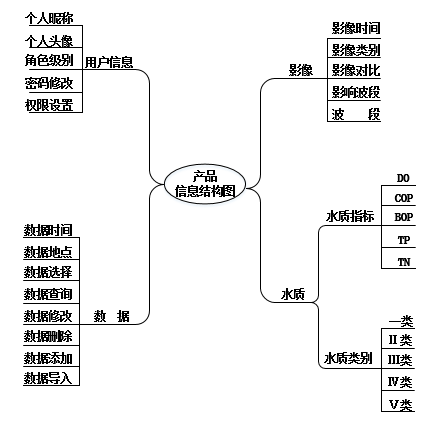 个人昵称
个人头像
角色级别
密码修改
权限设置
用户信息
影像时间
影像类别
影像对比
影响波段
波 段
影像
产品
信息结构图
数据时间
数据地点
数据选择
数据查询
数据修改
数据删除
数据添加
数据导入
数 据
DO
COP
BOP
TP
TN
水质指标
水质
一类
Ⅱ类
Ⅲ类
Ⅳ类
Ⅴ类
水质类别